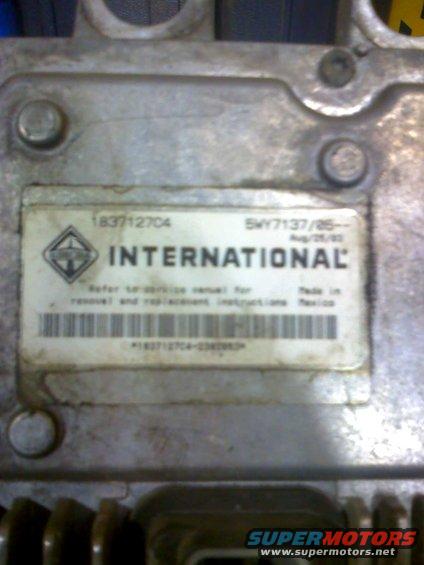 1837127C4 5WY7137/05--
Aug/05/03
INTERNATIONAL
Refer to service manual for Made in
removal and replacement instructions Mexico
SUPERMOTORS
www.supermotors.net